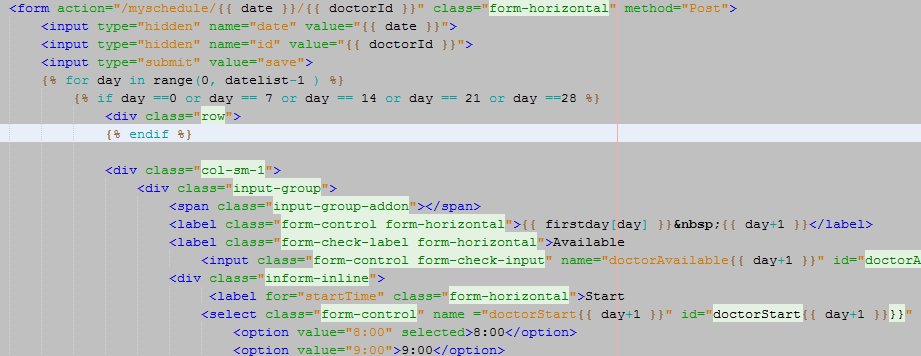 <form action="/myschedule/{{ date }}/{{ doctorId }}" class="form-horizontal" method="Post">
<input type="hidden" name="date" value="{{ date }}">
<input type="hidden" name="id" value="{{ doctorId }}">
<input type="submit" value="save">
{% for day in range(0, datelist-1 ) %}
{% if day ==0 or day == 7 or day == 14 or day == 21 or day ==28 %}
<div class="row">
{% endif %}
<div class="col-sm-1">
<div class="input-group">
<span class="input-group-addon"></span>
<label class="form-control form-horizontal">{{ firstday[day] }}&nbsp;{{ day+1 }}</label>
<label class="form-check-label form-horizontal">Available
<input class="form-control form-check-input" name="doctorAvailable{{ day+1 }}" id="doctorA
<div class="inform-inline">
<label for="startTime" class="form-horizontal">Start
<select class="form-control" name ="doctorStart{{ day+1 }}" id="doctorStart{{ day+1 }}}}"
<option value="8:00" selected>8:00</option>
<option value="9:00">9:00</option>